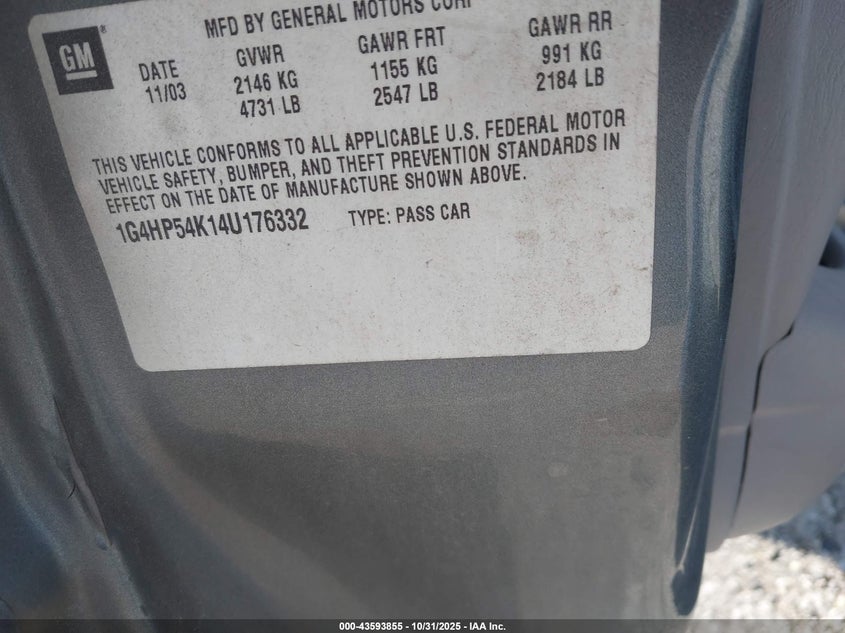 MFD BY GENERAL MOTORS CORP
GM
DATE GVWR GAWR FRT GAWR RR
11/03 2146 KG 1155 KG 991 KG
4731 LB 2547 LB 2184 LB
THIS VEHICLE CONFORMS TO ALL APPLICABLE U.S. FEDERAL MOTOR
VEHICLE SAFETY, BUMPER, AND THEFT PREVENTION STANDARDS IN
EFFECT ON THE DATE OF MANUFACTURE SHOWN ABOVE.
1G4HP54K14U176332 TYPE: PASS CAR
000-43593855 - 10/31/2025 - IAA Inc.